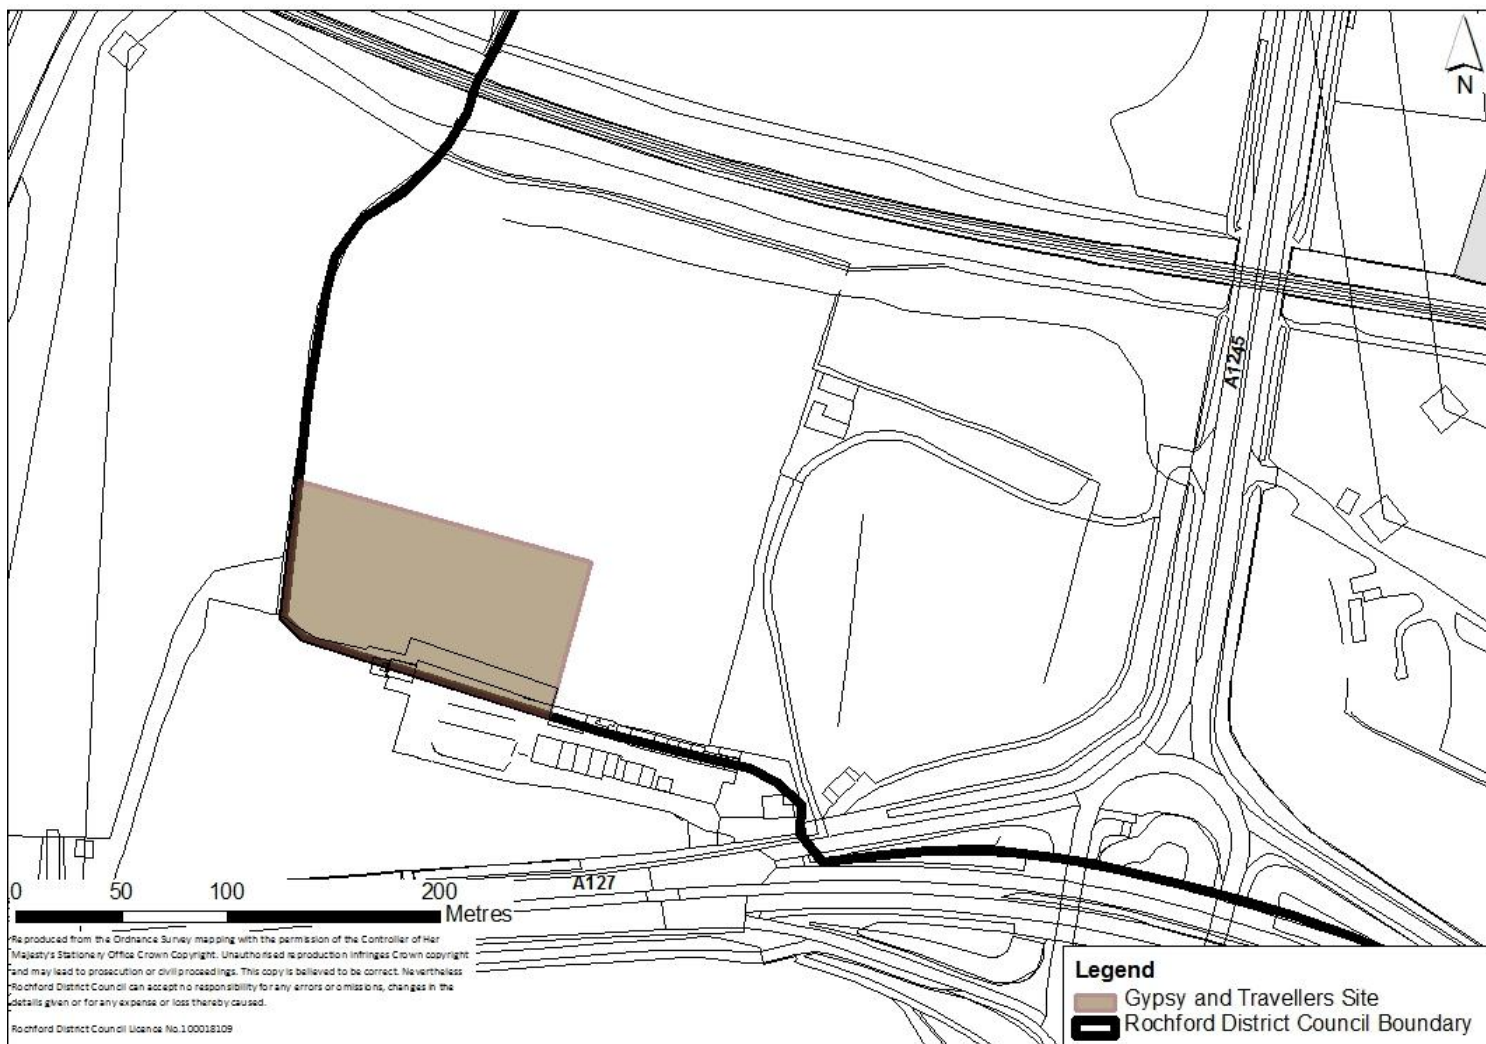 N
A1245
A127
0 50 100 200
Metres
Reproduced from the Ordnance Survey mapping with the permission of the Controller of Her
Majesty's Stationery Office Crown Copyright. Unauthorised reproduction infringes Crown copyright
and may lead to prosecution or civil proceedings. This copy is believed to be correct. Nevertheless
Rochford District Council can accept no responsibility for any errors or omissions, changes in the
details given or for any expense or loss thereby caused.
Rochford District Council Licence No.100018109
Legend
Gypsy and Travellers Site
Rochford District Council Boundary